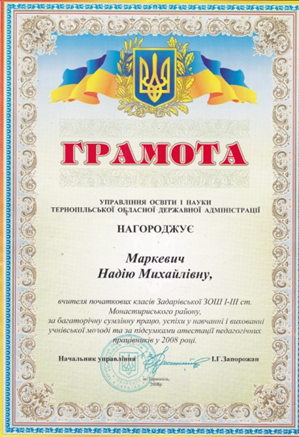 ГРАМОТА
УПРАВЛІННЯ ОСВІТИ І НАУКИ
ТЕРНОПІЛЬСЬКОЇ ОБЛАСНОЇ ДЕРЖАВНОЇ АДМІНІСТРАЦІЇ
НАГОРОДЖУЄ
Маркевич
Надію Михайлівну,
вчителя початкових класів Задарівської ЗОШ І-ІІІ ст.
Монастириського району,
за багаторічну сумлінну працю, успіхи у навчанні і вихованні
учнівської молоді та за підсумками атестації педагогічних
працівників у 2008 році.
Начальник управління І.Г.Запорожан
2008р